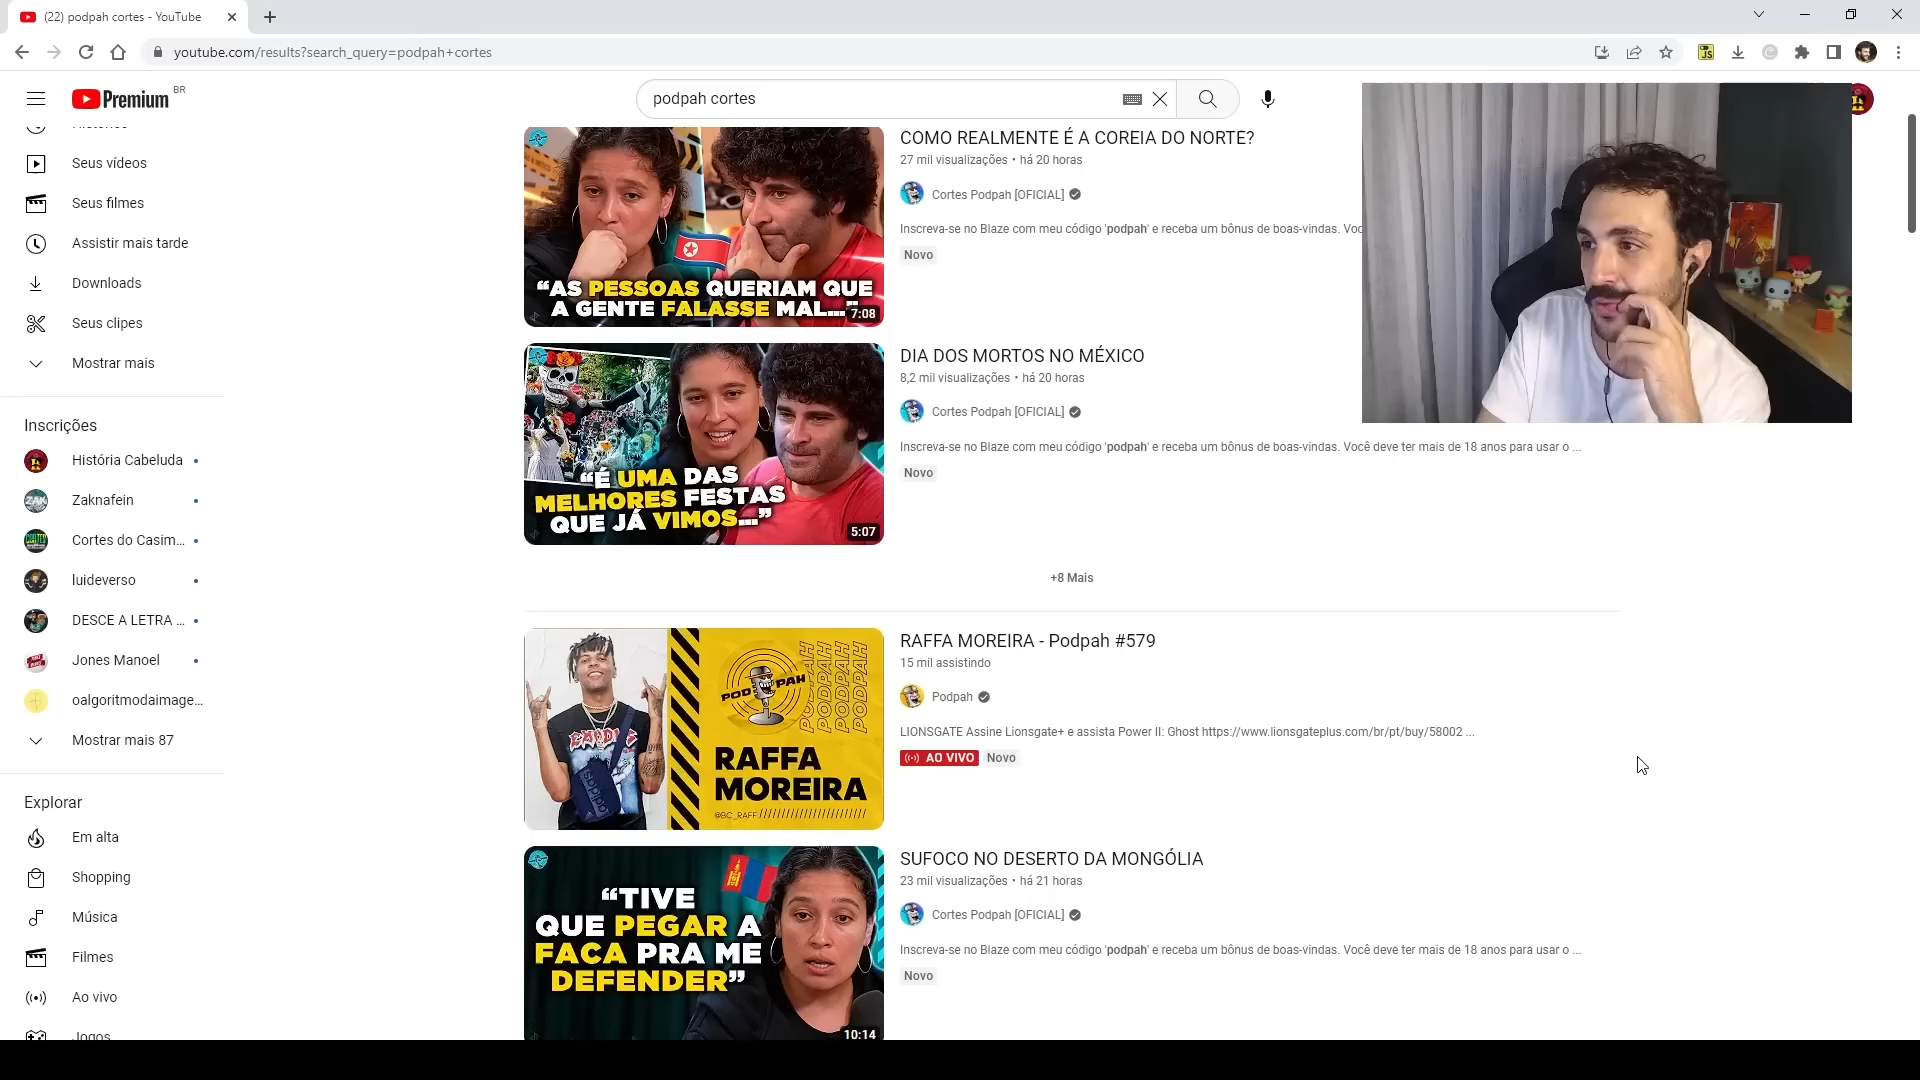 (22) podpah cortes - YouTube
youtube.com/results?search_query=podpah+cortes
Premium
BR
podpah cortes
Seus vídeos
Seus filmes
Assistir mais tarde
Downloads
Seus clipes
Mostrar mais
Inscrições
História Cabeluda
Zaknafein
Cortes do Casim...
luideverso
DESCE A LETRA ...
Jones Manoel
oalgoritmodaimage...
Mostrar mais 87
Explorar
Em alta
Shopping
Música
Filmes
Ao vivo
Jogos
“AS PESSOAS QUERIAM QUE
A GENTE FALASSE MAL...”
7:08
COMO REALMENTE É A COREIA DO NORTE?
27 mil visualizações • há 20 horas
Cortes Podpah [OFICIAL]
Inscreva-se no Blaze com meu código 'podpah' e receba um bônus de boas-vindas. Voc
Novo
“É UMA DAS
MELHORES FESTAS
QUE JÁ VIMOS...”
5:07
DIA DOS MORTOS NO MÉXICO
8,2 mil visualizações • há 20 horas
Cortes Podpah [OFICIAL]
Inscreva-se no Blaze com meu código 'podpah' e receba um bônus de boas-vindas. Você deve ter mais de 18 anos para usar o ...
Novo
+8 Mais
PODPAH
PODPAH
PODPAH
PODPAH
PODPAH
RAFFA
MOREIRA
@BC_RAFF
RAFFA MOREIRA - Podpah #579
15 mil assistindo
Podpah
LIONSGATE Assine Lionsgate+ e assista Power II: Ghost https://www.lionsgateplus.com/br/pt/buy/58002 ...
AO VIVO Novo
“TIVE
QUE PEGAR A
FACA PRA ME
DEFENDER”
10:14
SUFOCO NO DESERTO DA MONGÓLIA
23 mil visualizações • há 21 horas
Cortes Podpah [OFICIAL]
Inscreva-se no Blaze com meu código 'podpah' e receba um bônus de boas-vindas. Você deve ter mais de 18 anos para usar o ...
Novo